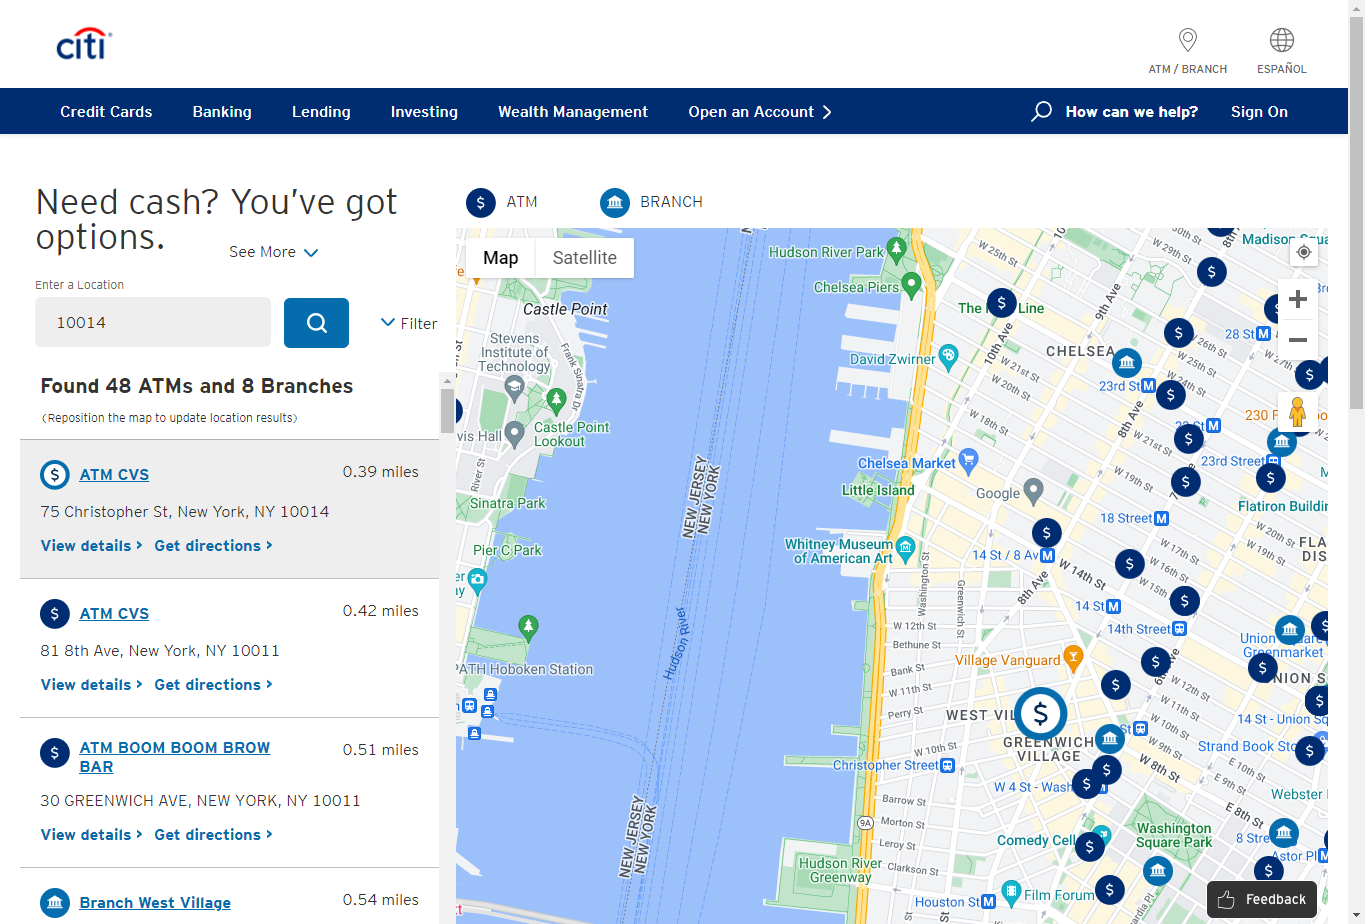 citi
ATM / BRANCH
ESPAÑOL
Credit Cards
Banking
Lending
Investing
Wealth Management
Open an Account
How can we help?
Sign On
Need cash? You've got
options.
See More
Enter a Location
10014
Filter
Found 48 ATMs and 8 Branches
(Reposition the map to update location results)
ATM CVS
0.39 miles
75 Christopher St, New York, NY 10014
View details
Get directions
ATM CVS
0.42 miles
81 8th Ave, New York, NY 10011
View details
Get directions
ATM BOOM BOOM BROW
BAR
0.51 miles
30 GREENWICH AVE, NEW YORK, NY 10011
View details
Get directions
Branch West Village
0.54 miles
ATM
BRANCH
Map
Satellite
Castle Point
Stevens
Institute of
Technology
Frank Sinatra Dr
Castle Point
Lookout
vis Hall
River St
Sinatra Park
Pier C Park
PATH Hoboken Station
NEW JERSEY
NEW YORK
Hudson River
NEW JERSEY
NEW YORK
Hudson River Park
Chelsea Piers
The
Line
David Zwirner
CHELSEA
10th Ave
9th Ave
8th Ave
W 30th St
W 29th St
W 25th St
W 26th St
W 25th St
W 24th St
W 21st St
W 20th St
W 18th St
W 22nd St
W 21st St
W 19th St
W 20th St
W 19th St
W 17th St
W 16th St
W 15th St
W 14th St
8th Ave
28 St
23rd St
23rd Street
Madison Squa
Flatiron Buildin
Chelsea Market
Little Island
Google
18 Street
14 St / 8 Av
14 St
14th Street
Whitney Museum
of American Art
Washington St
Greenwich St
W 12th St
Bethune St
Bank St
W 11th St
Perry St
W 10th St
Village Vanguard
WEST VIL
GREENWICH
VILLAGE
Christopher Street
W 4 St - Wash
Barrow St
Morton St
Leroy St
Clarkson St
9A
Houston St
Film Forum
Comedy Cell
Hudson River
Greenway
Washington
Square Park
W 11th St
W 10th St
W 9th St
W 8th St
E 10th St
E 9th St
E 8th St
14 St - Union Sq
Strand Book Sto
Webster
8 Stre
Astor Pl
Greenmarket
NION S
Feedback